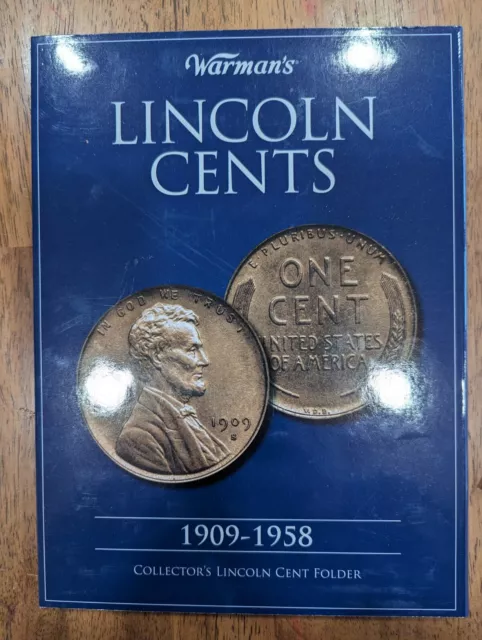 Warman's
LINCOLN
CENTS
E·PLURIBUS·UNUM
ONE
CENT
UNITED STATES
OF AMERICA
V.D.B.
IN GOD WE TRUST
1909
S
1909-1958
COLLECTOR'S LINCOLN CENT FOLDER